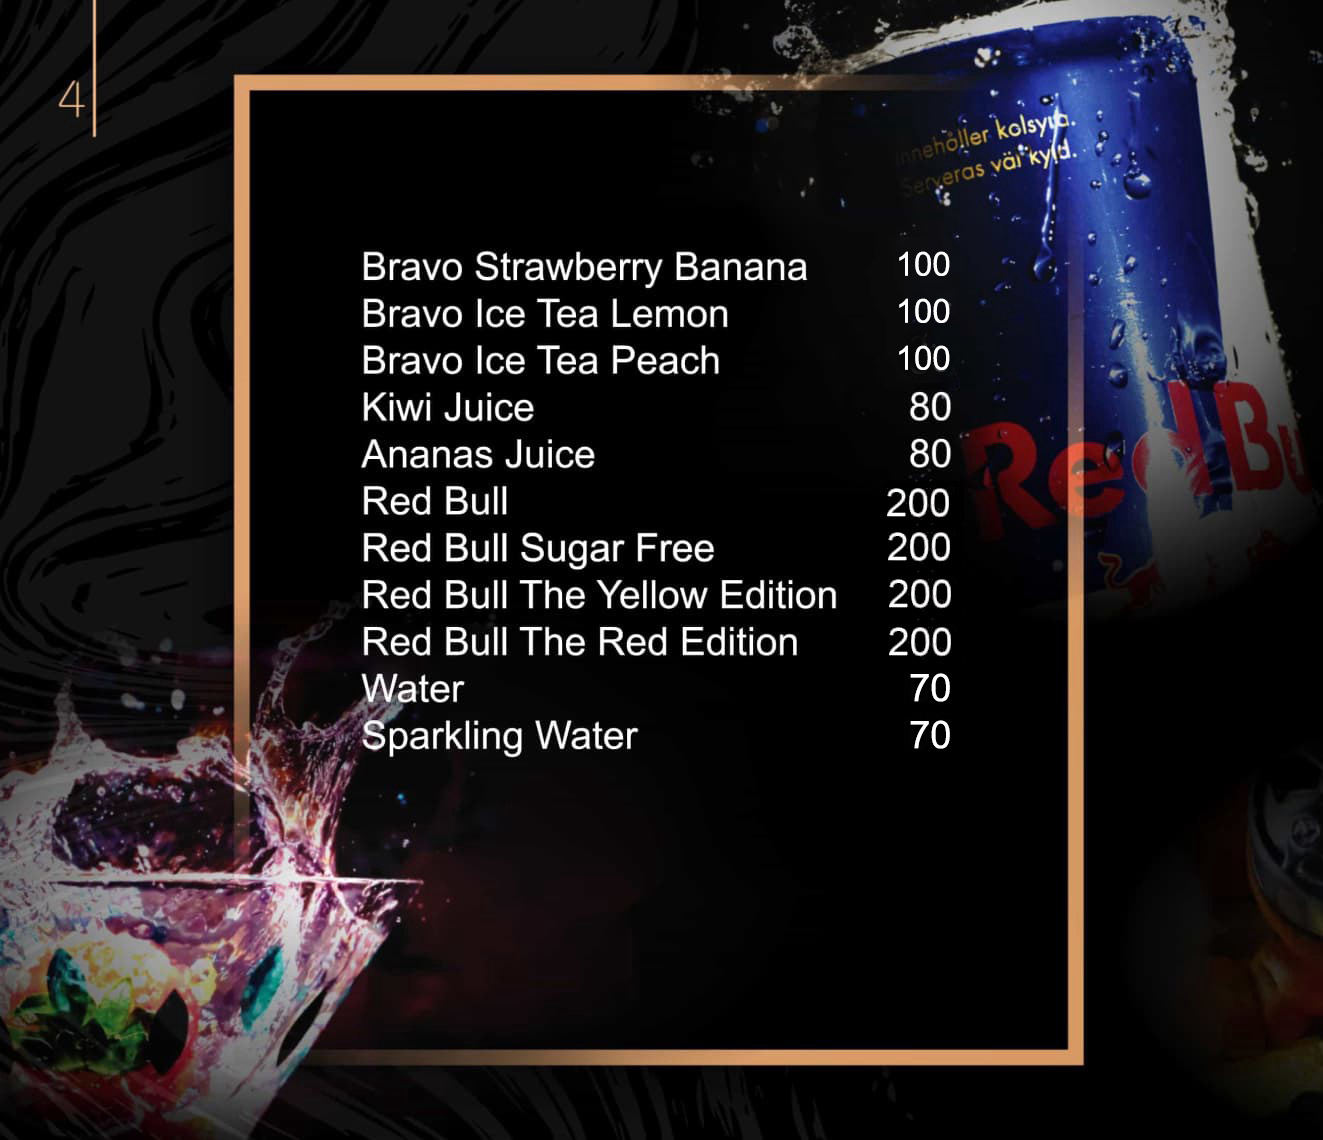 4
Innehåller kolsyra.
Serveras väl kyld.
Red Bu
Bravo Strawberry Banana 100
Bravo Ice Tea Lemon 100
Bravo Ice Tea Peach 100
Kiwi Juice 80
Ananas Juice 80
Red Bull 200
Red Bull Sugar Free 200
Red Bull The Yellow Edition 200
Red Bull The Red Edition 200
Water 70
Sparkling Water 70